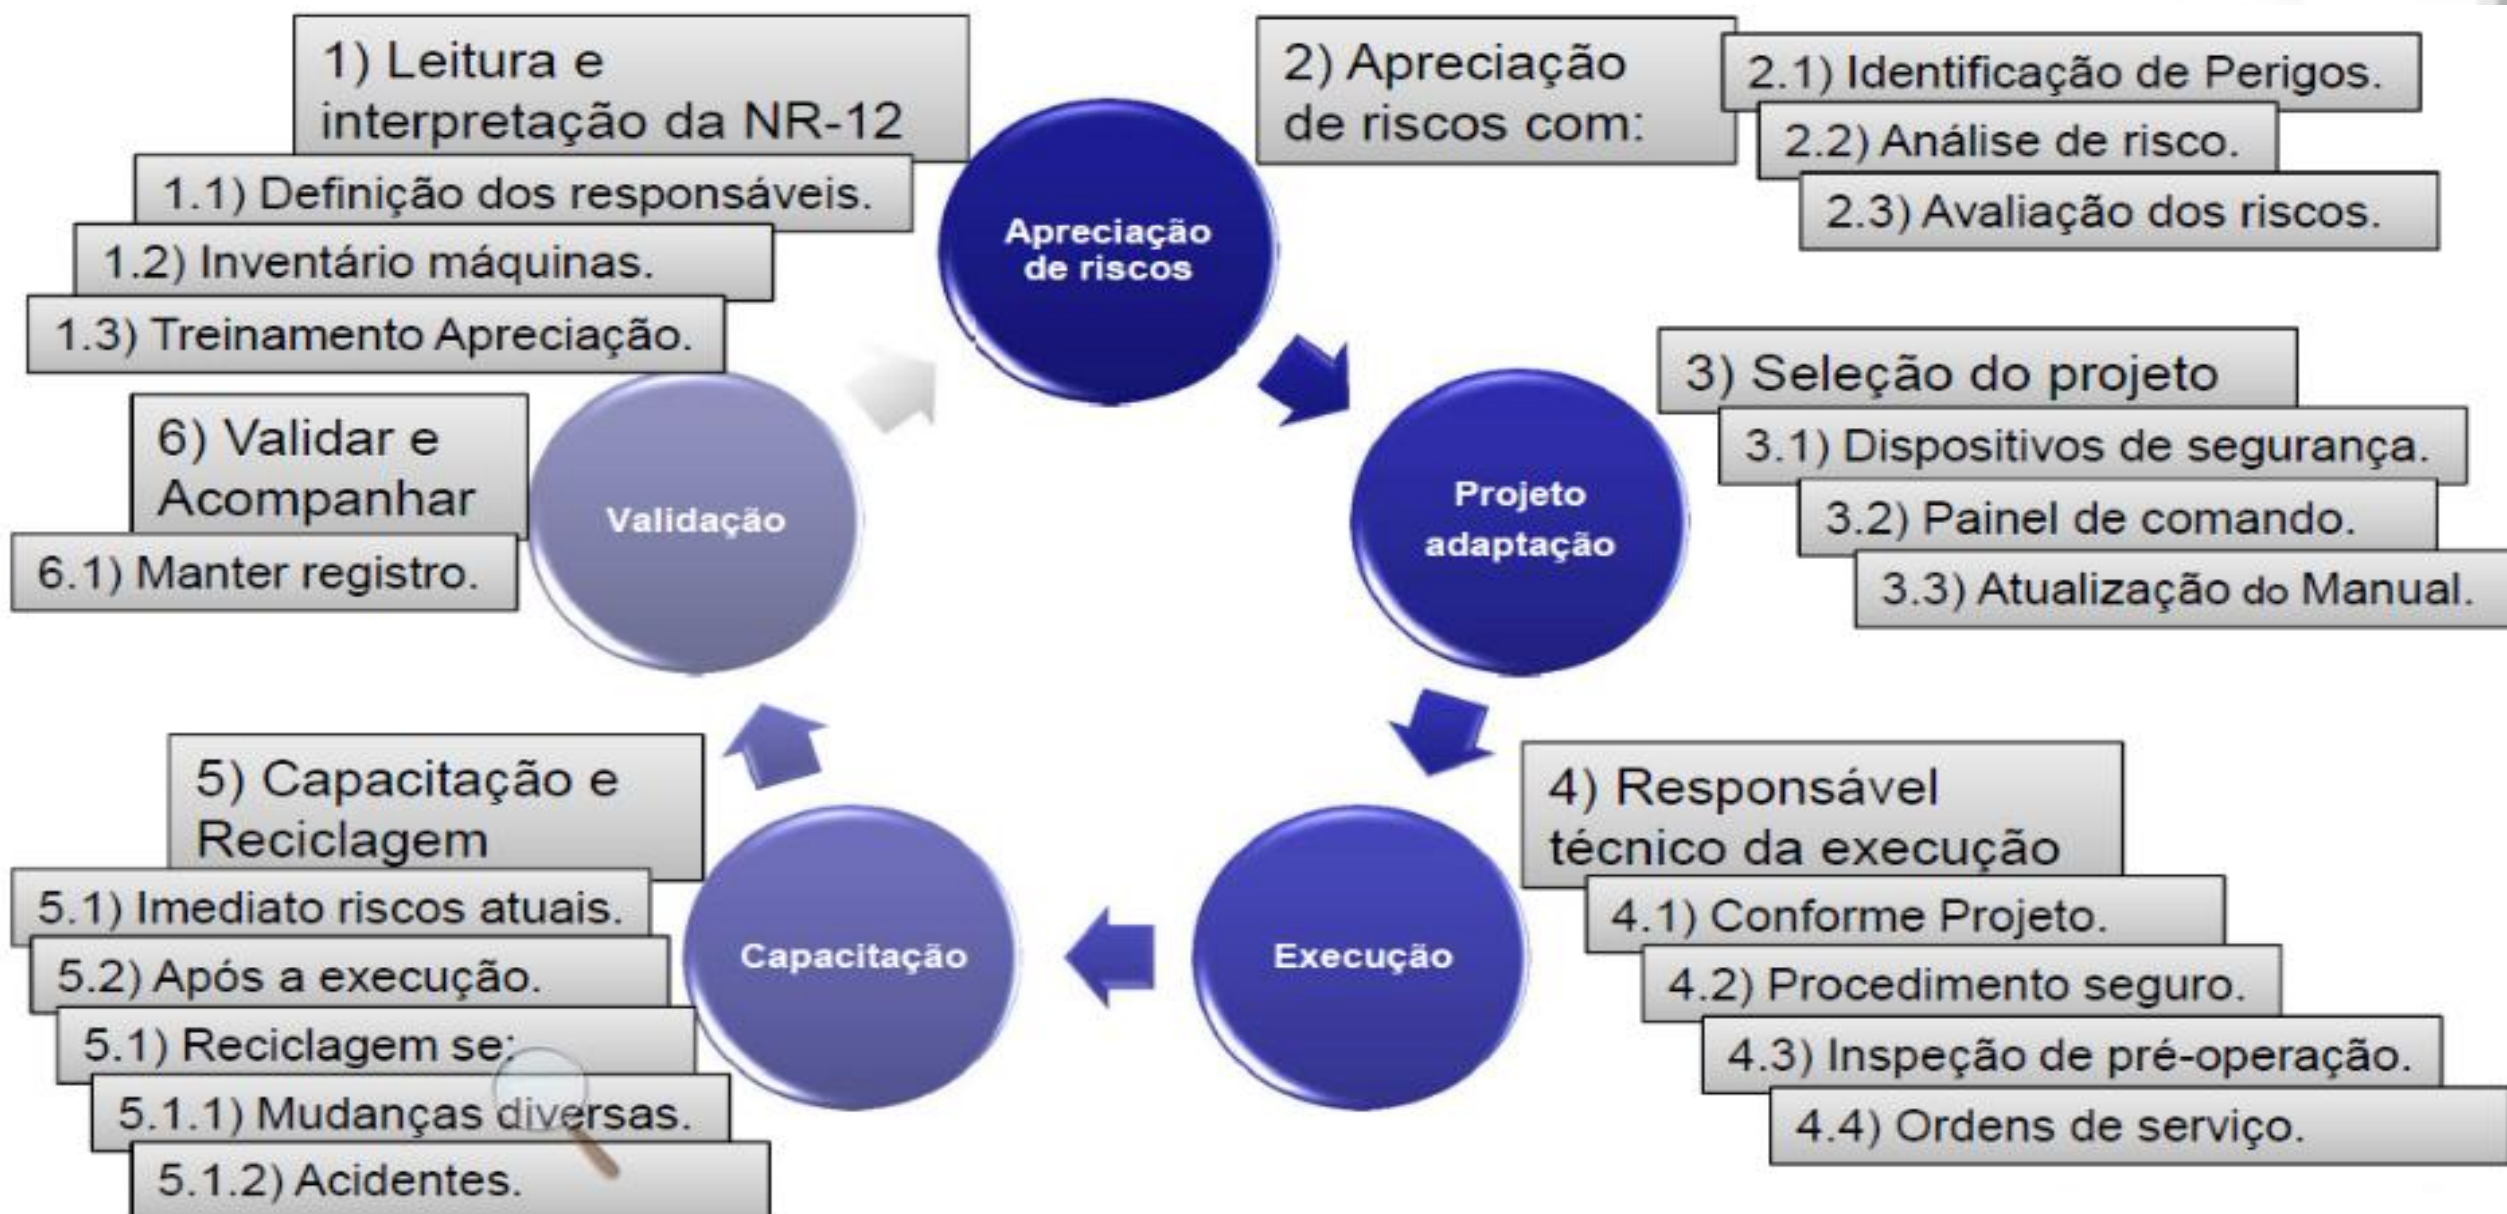 1) Leitura e
interpretação da NR-12
1.1) Definição dos responsáveis.
1.2) Inventário máquinas.
1.3) Treinamento Apreciação.
2) Apreciação
de riscos com:
2.1) Identificação de Perigos.
2.2) Análise de risco.
2.3) Avaliação dos riscos.
Apreciação
de riscos
3) Seleção do projeto
3.1) Dispositivos de segurança.
3.2) Painel de comando.
3.3) Atualização do Manual.
Projeto
adaptação
4) Responsável
técnico da execução
4.1) Conforme Projeto.
4.2) Procedimento seguro.
4.3) Inspeção de pré-operação.
4.4) Ordens de serviço.
Execução
5) Capacitação e
Reciclagem
5.1) Imediato riscos atuais.
5.2) Após a execução.
5.1) Reciclagem se:
5.1.1) Mudanças diversas.
5.1.2) Acidentes.
Capacitação
6) Validar e
Acompanhar
6.1) Manter registro.
Validação